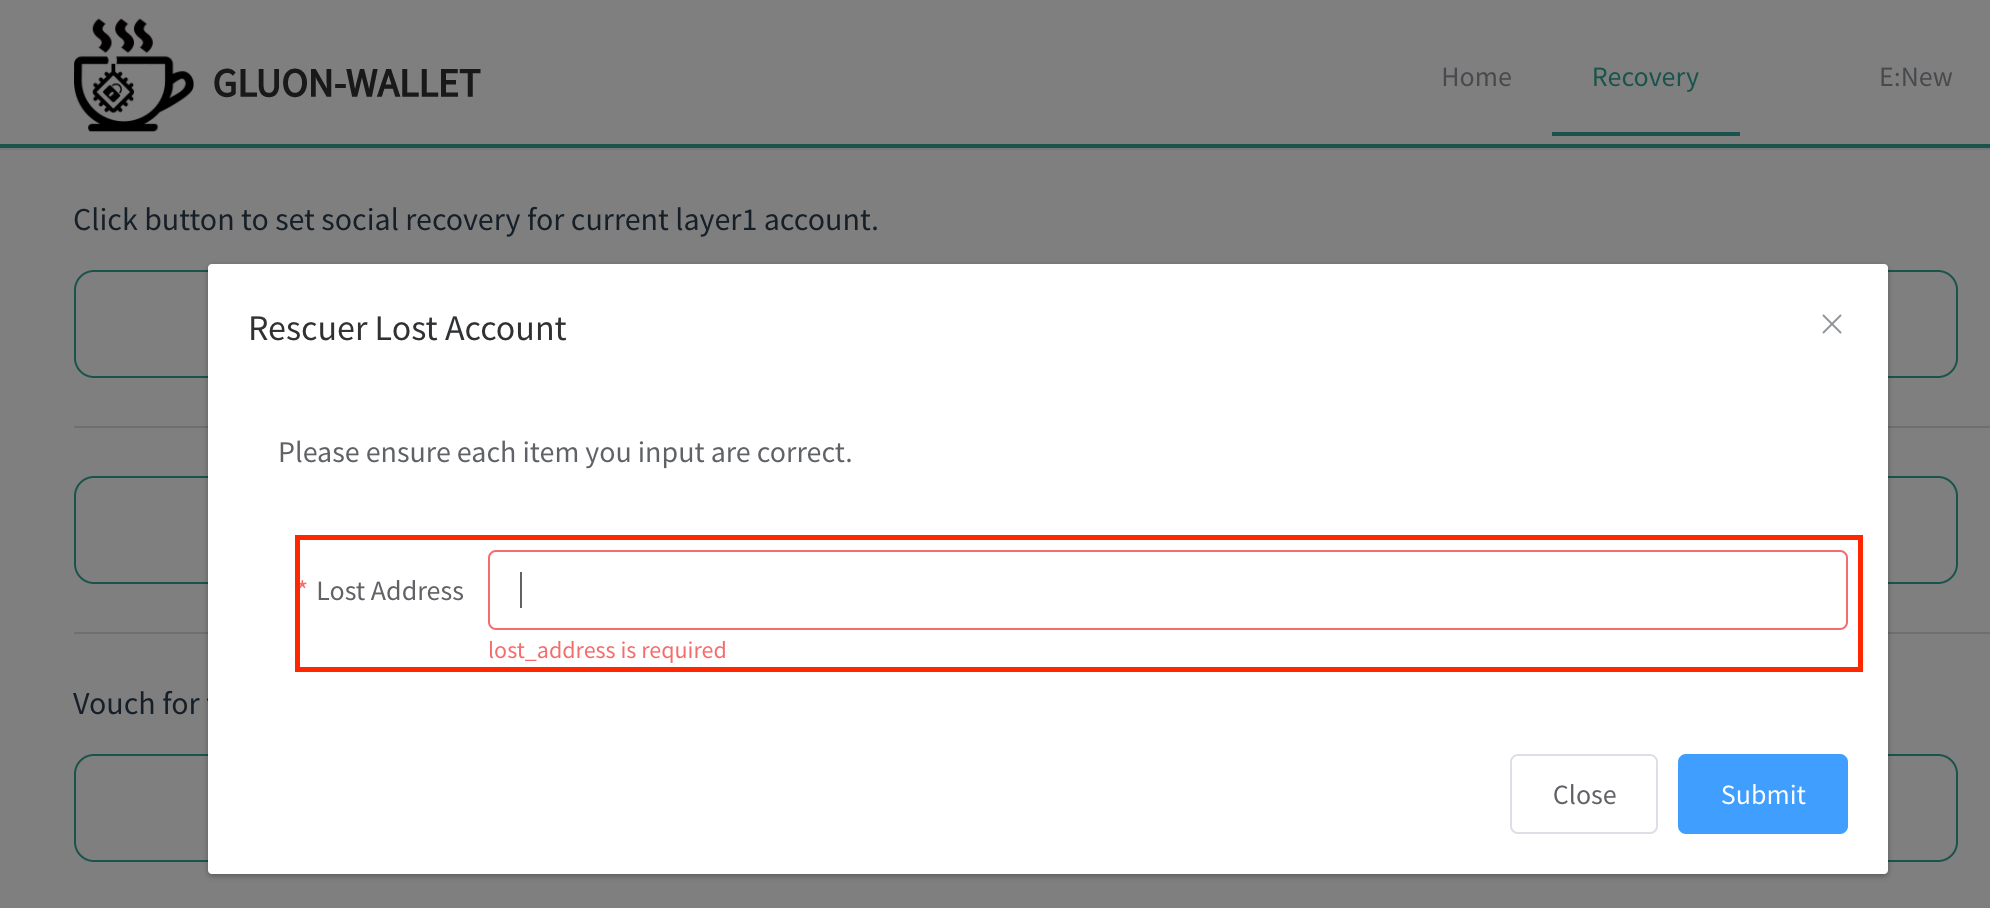 GLUON-WALLET
Home
Recovery
E:New
Click button to set social recovery for current layer1 account.
Rescuer Lost Account
Please ensure each item you input are correct.
* Lost Address
lost_address is required
Vouch for
Close
Submit